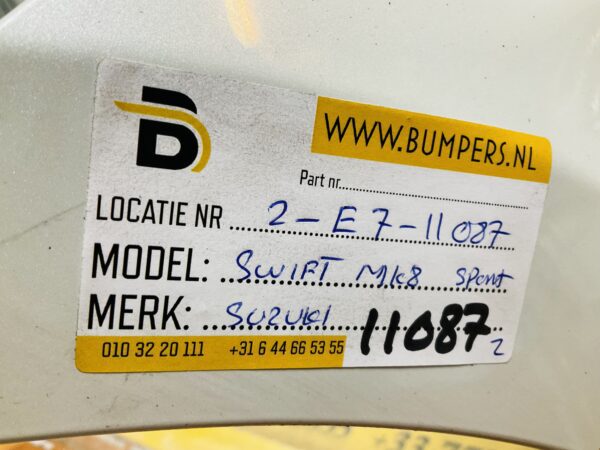 B
WWW.BUMPERS.NL
Part nr
LOCATIE NR 2-E7-11087
MODEL: SWIFT MK8 Sport
MERK: SUZUKI 11087 2
010 32 20 111 +31 6 44 66 53 55